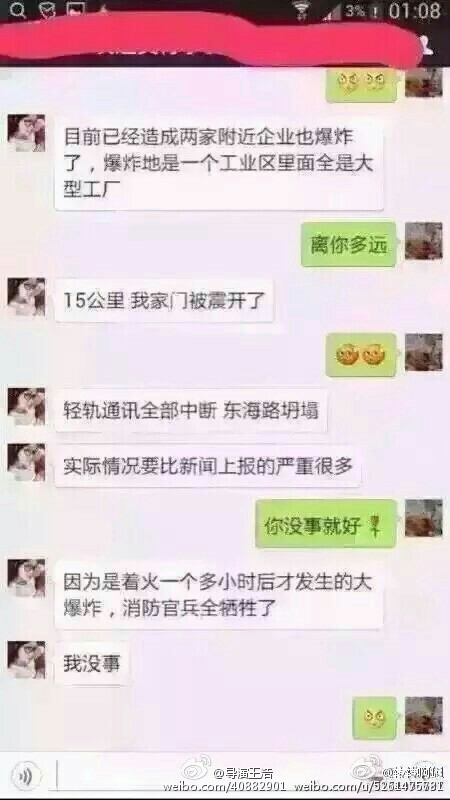 3%
01:08
目前已经造成两家附近企业也爆炸
了，爆炸地是一个工业区里面全是大
型工厂
离你多远
15公里 我家门被震开了
轻轨通讯全部中断 东海路坍塌
实际情况要比新闻上报的严重很多
你没事就好
因为是着火一个多小时后才发生的大
爆炸，消防官兵全牺牲了
我没事
@导演王浩
weibo.com/40882901